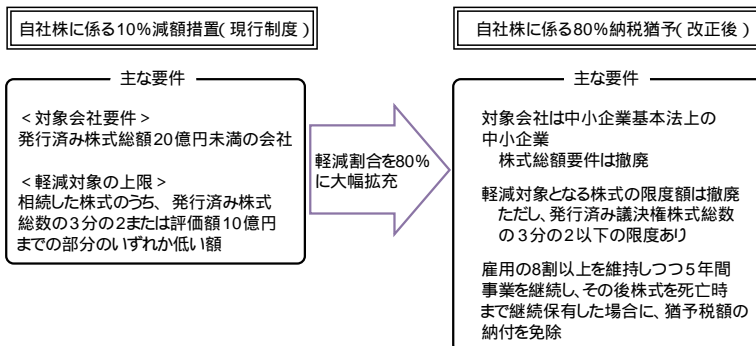 自社株に係る10%減額措置(現行制度)
主な要件
<対象会社要件>
発行済み株式総額20億円未満の会社
<軽減対象の上限>
相続した株式のうち、発行済み株式
総数の3分の2または評価額10億円
までの部分のいずれか低い額
軽減割合を80%
に大幅拡充
自社株に係る80%納税猶予(改正後)
主な要件
対象会社は中小企業基本法上の
中小企業
株式総額要件は撤廃
軽減対象となる株式の限度額は撤廃
ただし、発行済み議決権株式総数
の3分の2以下の限度あり
雇用の8割以上を維持しつつ5年間
事業を継続し、その後株式を死亡時
まで継続保有した場合に、猶予税額の
納付を免除